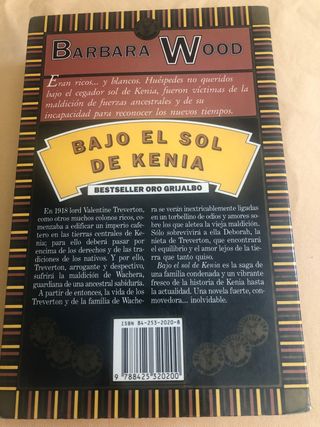 BARBARA WOOD
Eran ricos... y blancos. Huéspedes no queridos
bajo el cegador sol de Kenia, fueron víctimas de la
maldición de fuerzas ancestrales y de su
incapacidad para reconocer los nuevos tiempos.
BAJO EL SOL
DE KENIA
BESTSELLER ORO GRIJALBO
En 1918 lord Valentine Treverton,
como otros muchos colonos ricos, co-
menzaba a edificar un imperio cafe-
tero en las tierras centrales de Ke-
nia; para ello deberá pasar por
encima de los derechos y de las tra-
diciones de los nativos. Y por ello,
Treverton, arrogante y despectivo,
sufrirá la maldición de Wachera,
guardiana de una ancestral sabiduría.
A partir de entonces, la vida de los
Treverton y de la familia de Wache-
ra se verán inextricablemente ligadas
en un torbellino de odios y amores so-
bre los que aletea la vieja maldición.
Sólo sobrevivirá a ella Deborah, la
nieta de Treverton, que encontrará
el equilibrio y el amor lejos de la tie-
rra que tanto quiso.
Bajo el sol de Kenia es la saga de
una familia condenada y un vibrante
fresco de la historia de Kenia hasta
la actualidad. Una novela fuerte, con-
movedora... inolvidable.
ISBN 84-253-2020-8
9 788425 320200